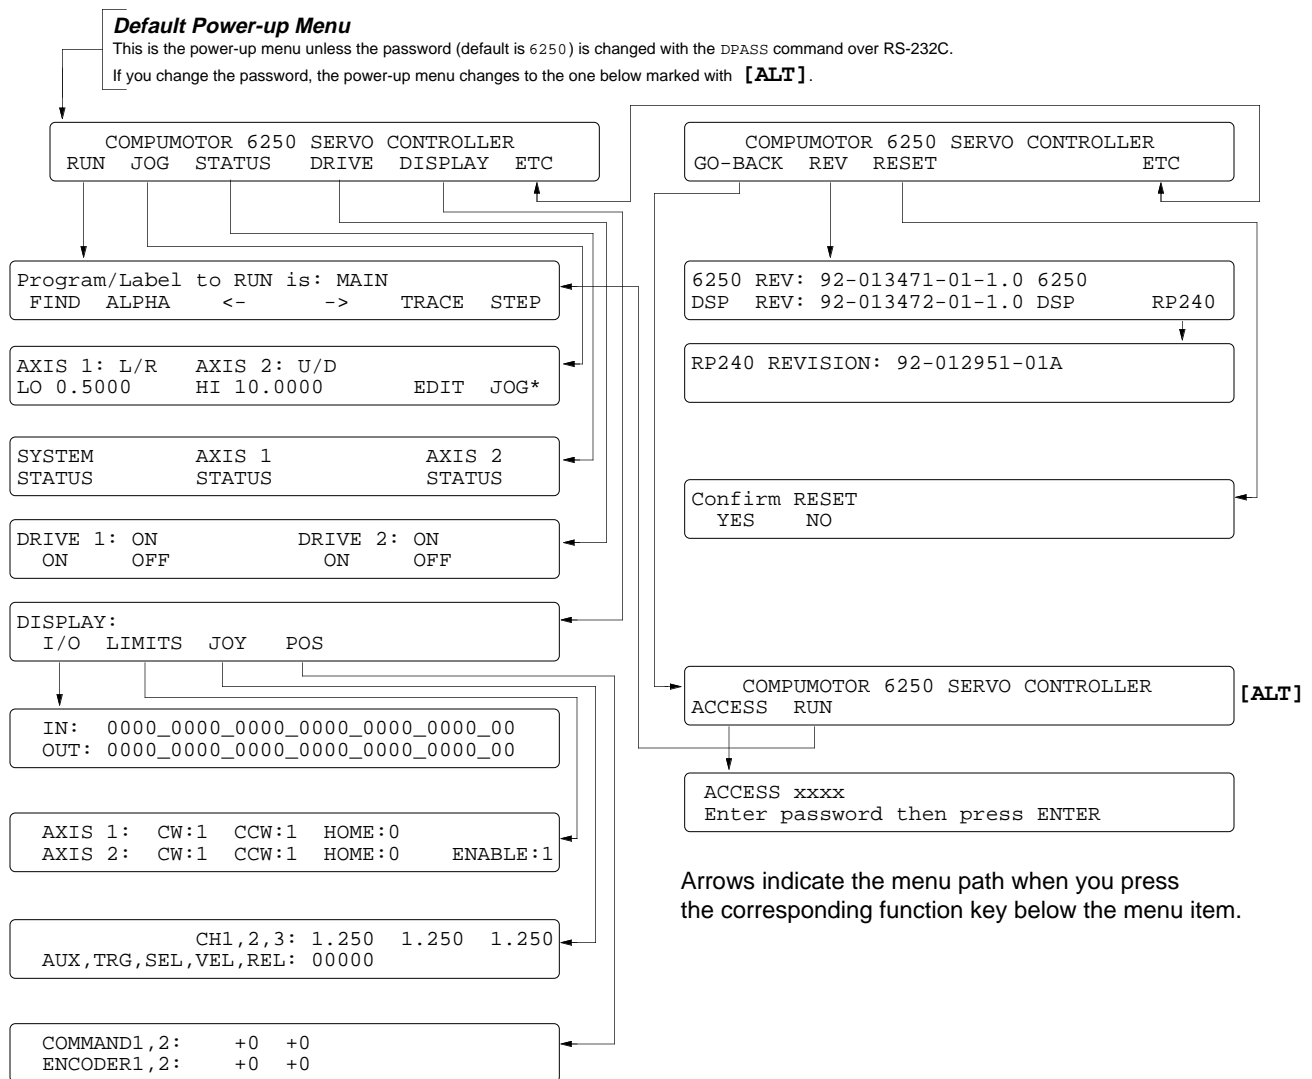 Default Power-up Menu
This is the power-up menu unless the password (default is 6250) is changed with the DPASS command over RS-232C.
If you change the password, the power-up menu changes to the one below marked with [ALT].
COMPUMOTOR 6250 SERVO CONTROLLER
RUN JOG STATUS DRIVE DISPLAY ETC
Program/Label to RUN is: MAIN
FIND ALPHA <- -> TRACE STEP
AXIS 1: L/R AXIS 2: U/D
LO 0.5000 HI 10.0000 EDIT JOG*
SYSTEM AXIS 1 AXIS 2
STATUS STATUS STATUS
DRIVE 1: ON DRIVE 2: ON
ON OFF ON OFF
DISPLAY:
I/O LIMITS JOY POS
IN: 0000_0000_0000_0000_0000_0000_00
OUT: 0000_0000_0000_0000_0000_0000_00
AXIS 1: CW:1 CCW:1 HOME:0
AXIS 2: CW:1 CCW:1 HOME:0 ENABLE:1
CH1,2,3: 1.250 1.250 1.250
AUX,TRG,SEL,VEL,REL: 00000
COMMAND1,2: +0 +0
ENCODER1,2: +0 +0
COMPUMOTOR 6250 SERVO CONTROLLER
GO-BACK REV RESET ETC
6250 REV: 92-013471-01-1.0 6250
DSP REV: 92-013472-01-1.0 DSP RP240
RP240 REVISION: 92-012951-01A
Confirm RESET
YES NO
COMPUMOTOR 6250 SERVO CONTROLLER
ACCESS RUN
[ALT]
ACCESS xxxx
Enter password then press ENTER
Arrows indicate the menu path when you press
the corresponding function key below the menu item.